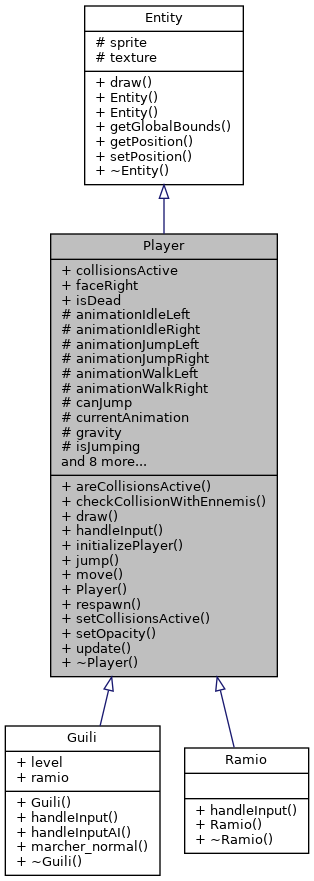 Entity
# sprite
# texture
+ draw()
+ Entity()
+ Entity()
+ getGlobalBounds()
+ getPosition()
+ setPosition()
+ ~Entity()
Player
+ collisionsActive
+ faceRight
+ isDead
# animationIdleLeft
# animationIdleRight
# animationJumpLeft
# animationJumpRight
# animationWalkLeft
# animationWalkRight
# canJump
# currentAnimation
# gravity
# isJumping
and 8 more...
+ areCollisionsActive()
+ checkCollisionWithEnnemis()
+ draw()
+ handleInput()
+ initializePlayer()
+ jump()
+ move()
+ Player()
+ respawn()
+ setCollisionsActive()
+ setOpacity()
+ update()
+ ~Player()
Guili
+ level
+ ramio
+ Guili()
+ handleInput()
+ handleInputAI()
+ marcher_normal()
+ ~Guili()
Ramio
+ handleInput()
+ Ramio()
+ ~Ramio()